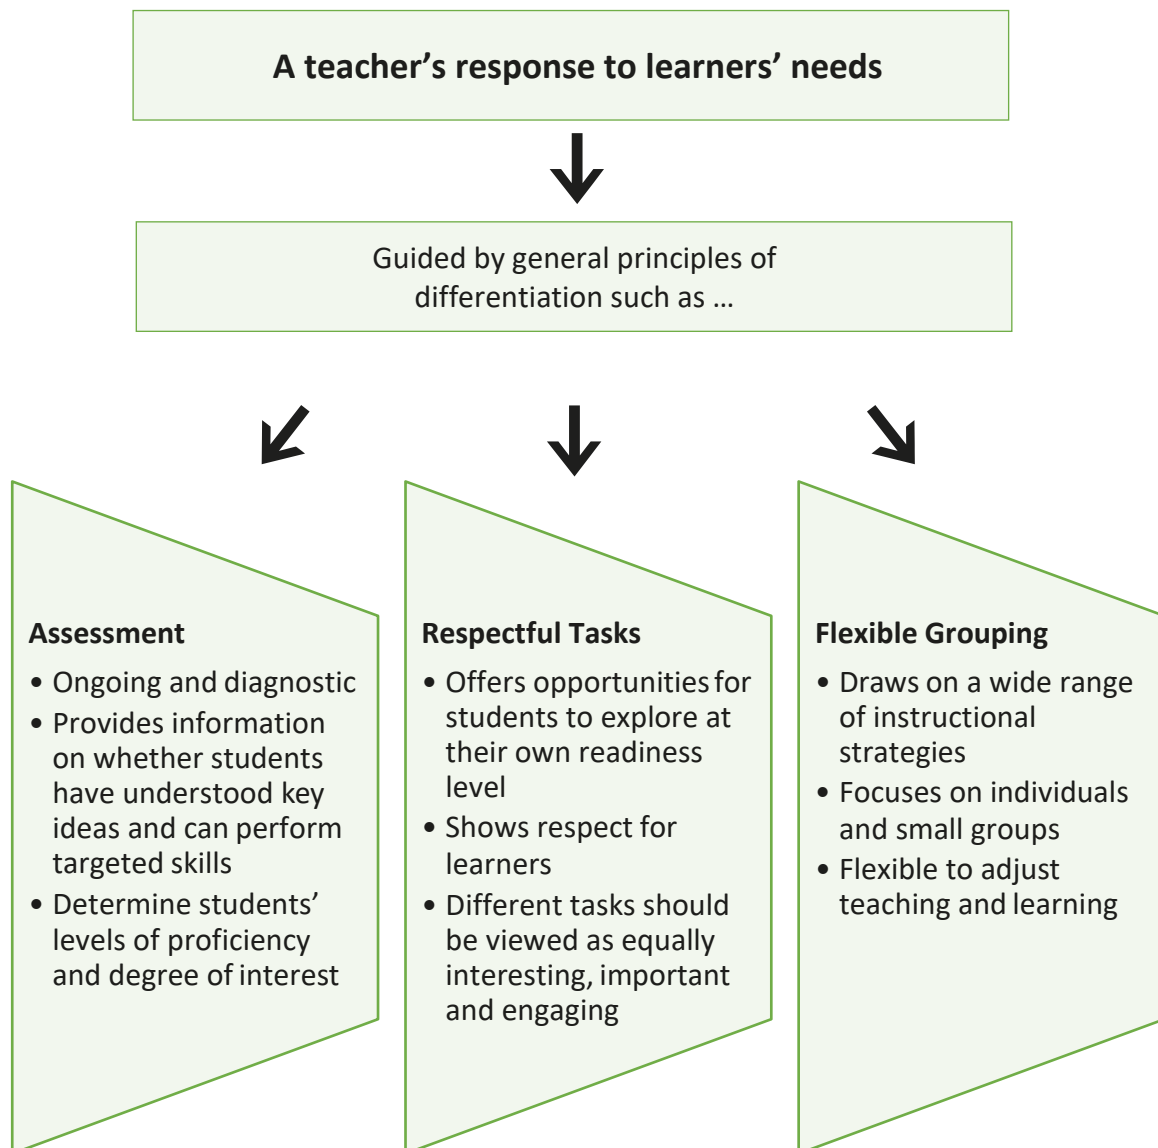 A teacher’s response to learners’ needs
Guided by general principles of
differentiation such as …
Assessment
• Ongoing and diagnostic
• Provides information
on whether students
have understood key
ideas and can perform
targeted skills
• Determine students’
levels of proficiency
and degree of interest
Respectful Tasks
• Offers opportunities for
students to explore at
their own readiness
level
• Shows respect for
learners
• Different tasks should
be viewed as equally
interesting, important
and engaging
Flexible Grouping
• Draws on a wide range
of instructional
strategies
• Focuses on individuals
and small groups
• Flexible to adjust
teaching and learning